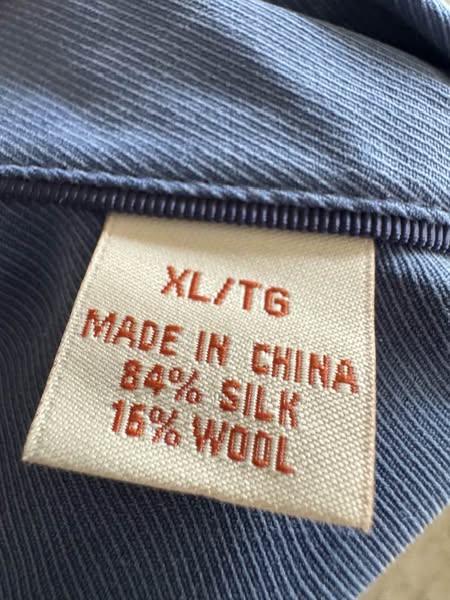 XL/TG
MADE IN CHINA
84% SILK
16% WOOL